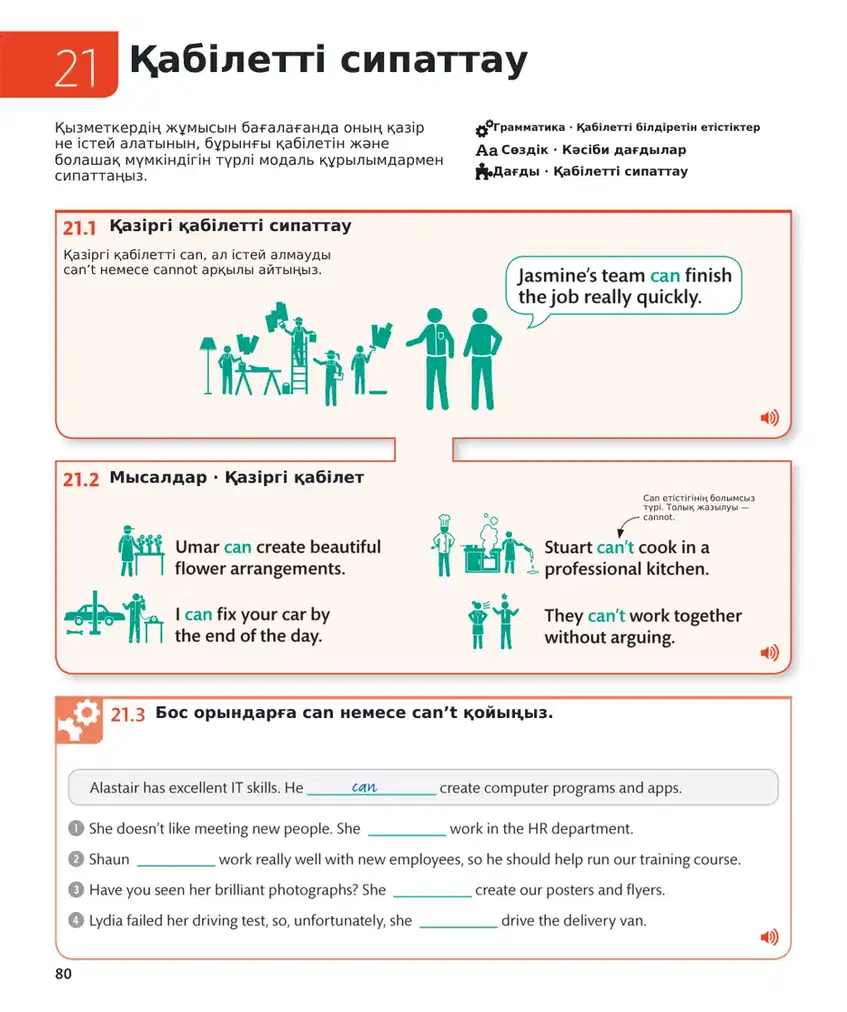 21 Қабілетті сипаттау
Қызметкердің жұмысын бағалағанда оның қазір
не істей алатынын, бұрынғы қабілетін және
болашақ мүмкіндігін түрлі модаль құрылымдармен
сипаттаңыз.
Грамматика · Қабілетті білдіретін етістіктер
Aa Сөздік · Кәсіби дағдылар
Дағды · Қабілетті сипаттау
21.1 Қазіргі қабілетті сипаттау
Қазіргі қабілетті can, ал істей алмауды
can’t немесе cannot арқылы айтыңыз.
Jasmine’s team can finish
the job really quickly.
21.2 Мысалдар · Қазіргі қабілет
Umar can create beautiful
flower arrangements.
Can етістігінің болымсыз
түрі. Толық жазылуы —
cannot.
Stuart can’t cook in a
professional kitchen.
I can fix your car by
the end of the day.
They can’t work together
without arguing.
21.3 Бос орындарға can немесе can’t қойыңыз.
Alastair has excellent IT skills. He can create computer programs and apps.
1 She doesn’t like meeting new people. She ________ work in the HR department.
2 Shaun ________ work really well with new employees, so he should help run our training course.
3 Have you seen her brilliant photographs? She ________ create our posters and flyers.
4 Lydia failed her driving test, so, unfortunately, she ________ drive the delivery van.
80